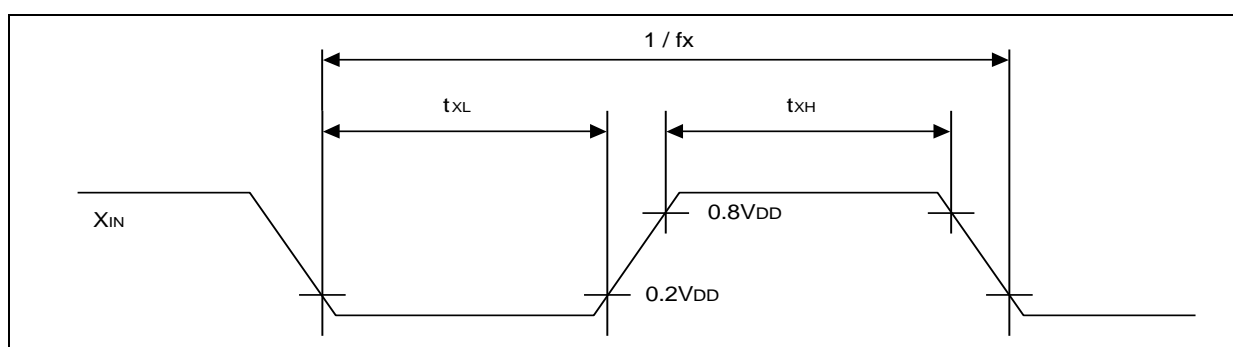 1 / fx
tXL tXH
XIN
0.8VDD
0.2VDD